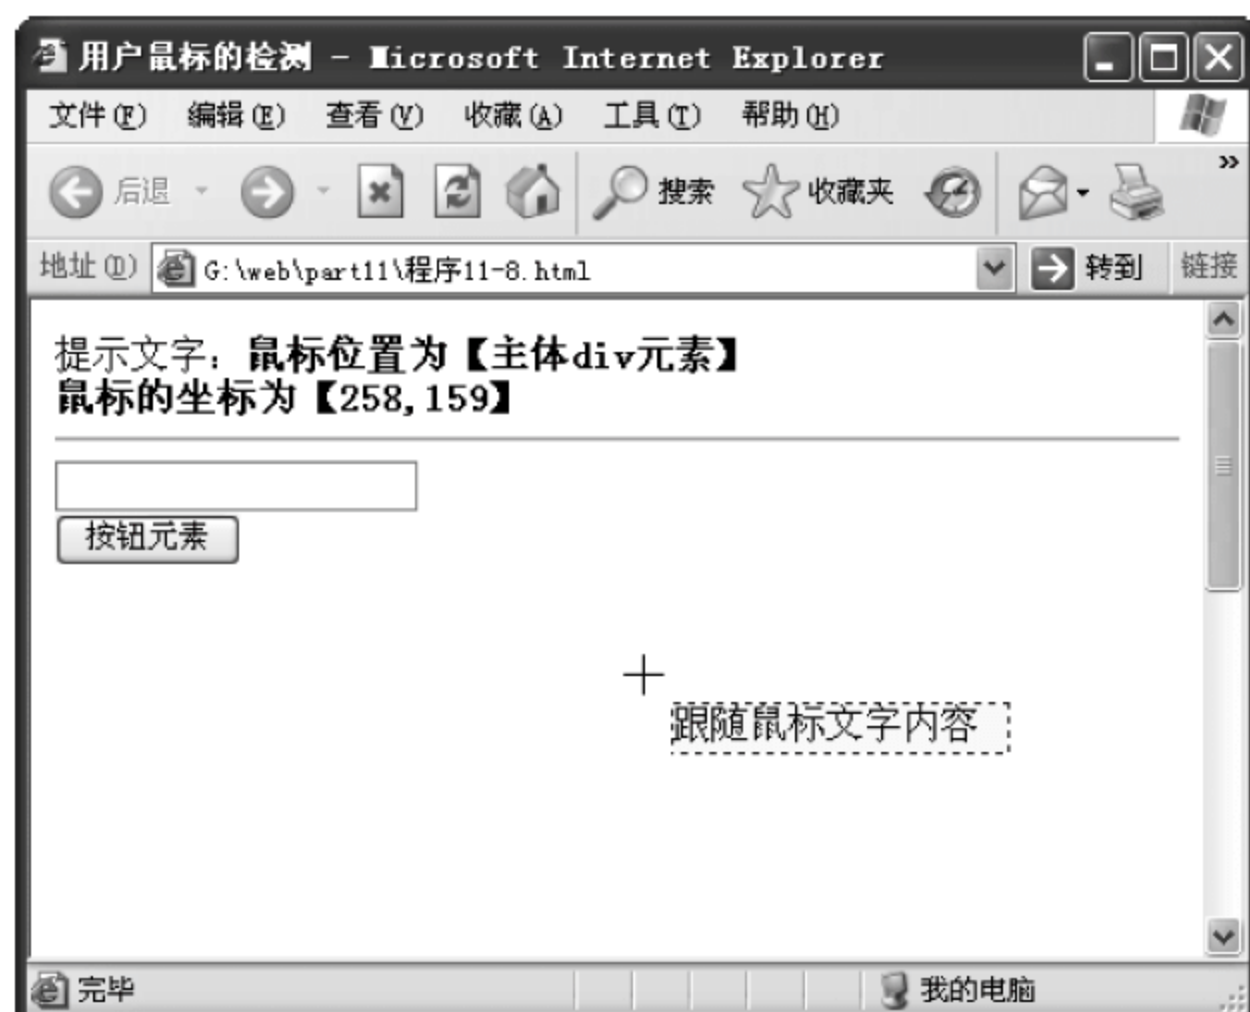 用户鼠标的检测 - Microsoft Internet Explorer
文件(F) 编辑(E) 查看(V) 收藏(A) 工具(T) 帮助(H)
后退 搜索 收藏夹 »
地址(D) G:\web\part11\程序11-8.html 转到 链接
提示文字：鼠标位置为【主体div元素】
鼠标的坐标为【258,159】
按钮元素
跟随鼠标文字内容
完毕 我的电脑